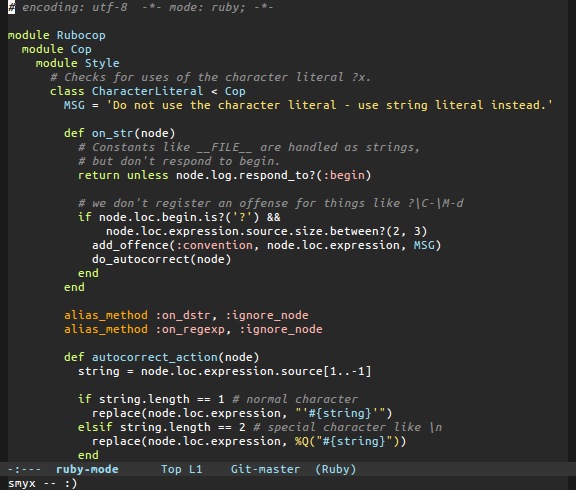 # encoding: utf-8  -*- mode: ruby; -*-

module Rubocop
  module Cop
    module Style
      # Checks for uses of the character literal ?x.
      class CharacterLiteral < Cop
        MSG = 'Do not use the character literal - use string literal instead.'

        def on_str(node)
          # Constants like __FILE__ are handled as strings,
          # but don't respond to begin.
          return unless node.log.respond_to?(:begin)

          # we don't register an offense for things like ?\C-\M-d
          if node.loc.begin.is?('?') &&
              node.loc.expression.source.size.between?(2, 3)
            add_offence(:convention, node.loc.expression, MSG)
            do_autocorrect(node)
          end
        end

        alias_method :on_dstr, :ignore_node
        alias_method :on_regexp, :ignore_node

        def autocorrect_action(node)
          string = node.loc.expression.source[1..-1]

          if string.length == 1 # normal character
            replace(node.loc.expression, "'#{string}'")
          elsif string.length == 2 # special character like \n
            replace(node.loc.expression, %Q("#{string}"))
          end
-:---  ruby-mode      Top L1    Git-master  (Ruby)
smyx -- :)